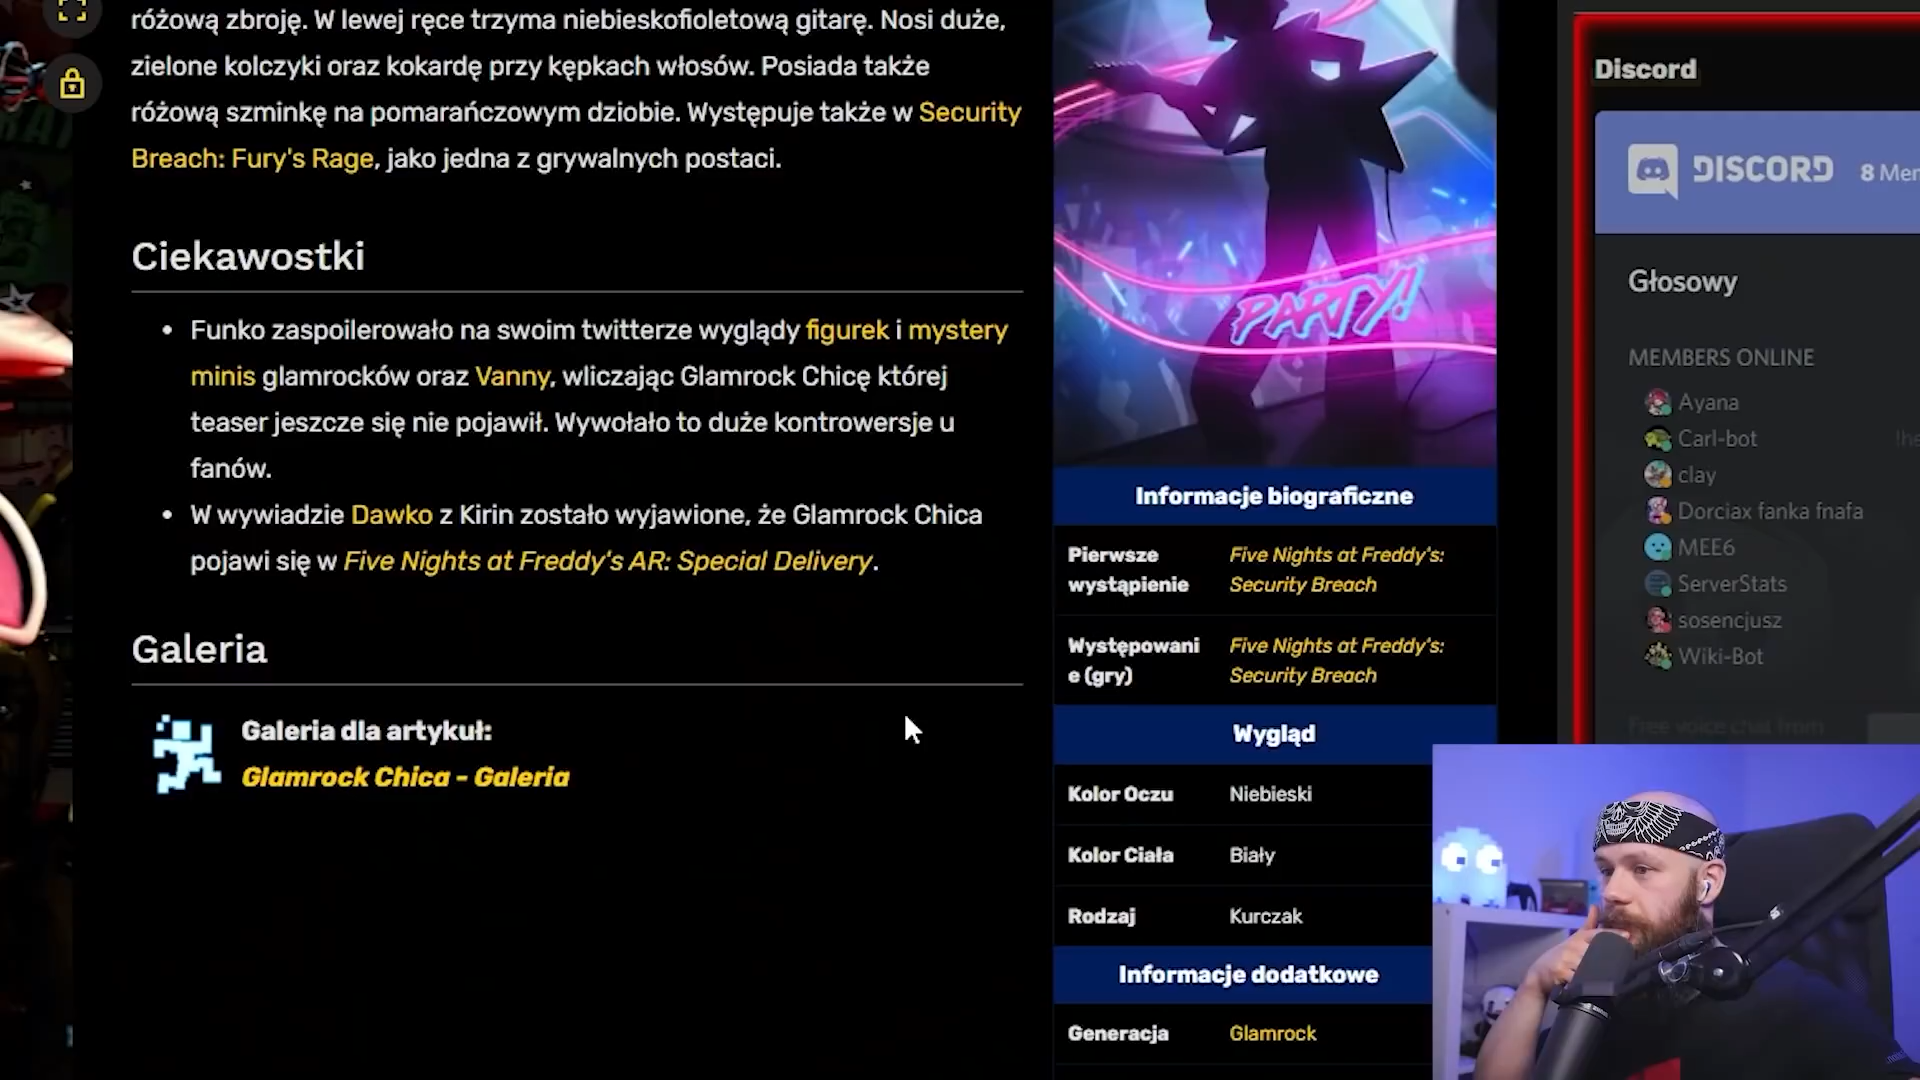 różową zbroję. W lewej ręce trzyma niebieskofioletową gitarę. Nosi duże,
zielone kolczyki oraz kokardę przy kępkach włosów. Posiada także
różową szminkę na pomarańczowym dziobie. Występuje także w Security
Breach: Fury's Rage, jako jedna z grywalnych postaci.
Ciekawostki
• Funko zaspoilerowało na swoim twitterze wyglądy figurek i mystery
minis glamrocków oraz Vanny, wliczając Glamrock Chicę której
teaser jeszcze się nie pojawił. Wywołało to duże kontrowersje u
fanów.
• W wywiadzie Dawko z Kirin zostało wyjawione, że Glamrock Chica
pojawi się w Five Nights at Freddy's AR: Special Delivery.
Galeria
Galeria dla artykuł:
Glamrock Chica - Galeria
PARTY!
Informacje biograficzne
Pierwsze
wystąpienie
Five Nights at Freddy's:
Security Breach
Występowani
e (gry)
Five Nights at Freddy's:
Security Breach
Wygląd
Kolor Oczu
Niebieski
Kolor Ciała
Biały
Rodzaj
Kurczak
Informacje dodatkowe
Generacja
Glamrock
Discord
DISCORD
8 Mem
Głosowy
MEMBERS ONLINE
Ayana
Carl-bot
clay
Dorciax fanka fnafa
MEE6
ServerStats
sosencjusz
Wiki-Bot
Free voice chat from